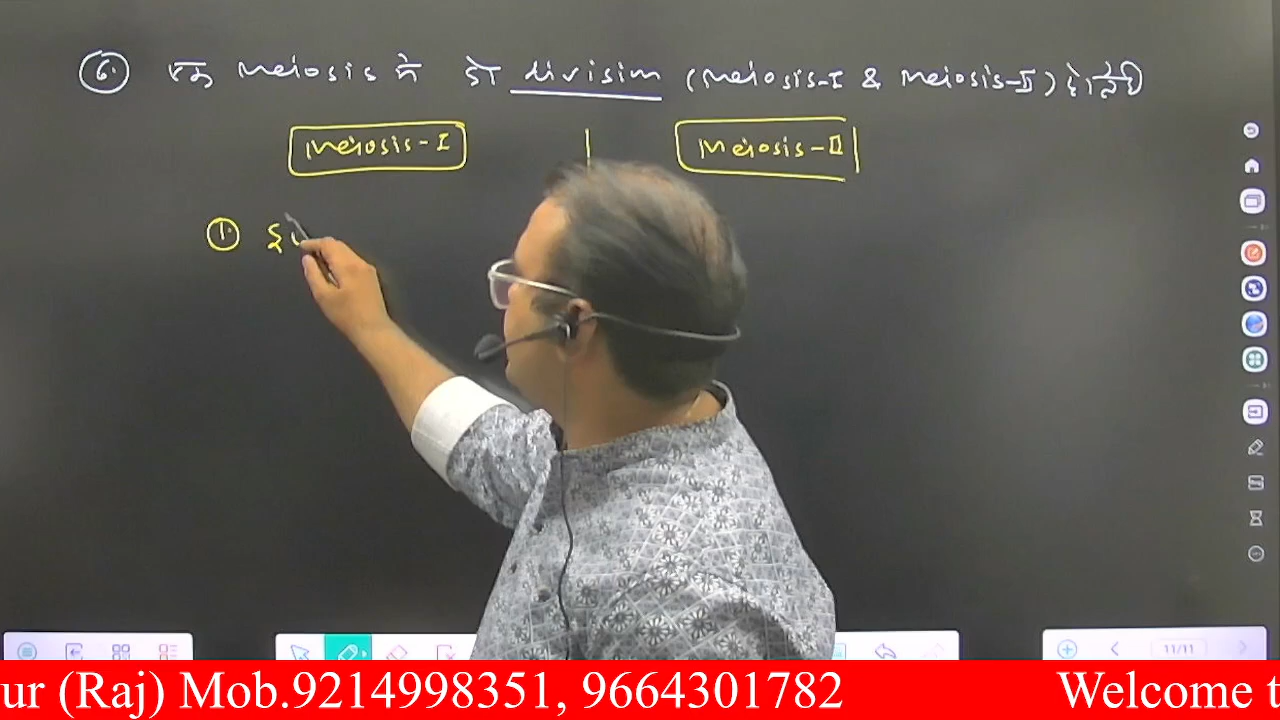 6. एक meiosis में दो division (meiosis-I & meiosis-II)
Meiosis-I Meiosis-II
1.
11/11
ur (Raj) Mob.9214998351, 9664301782 Welcome t